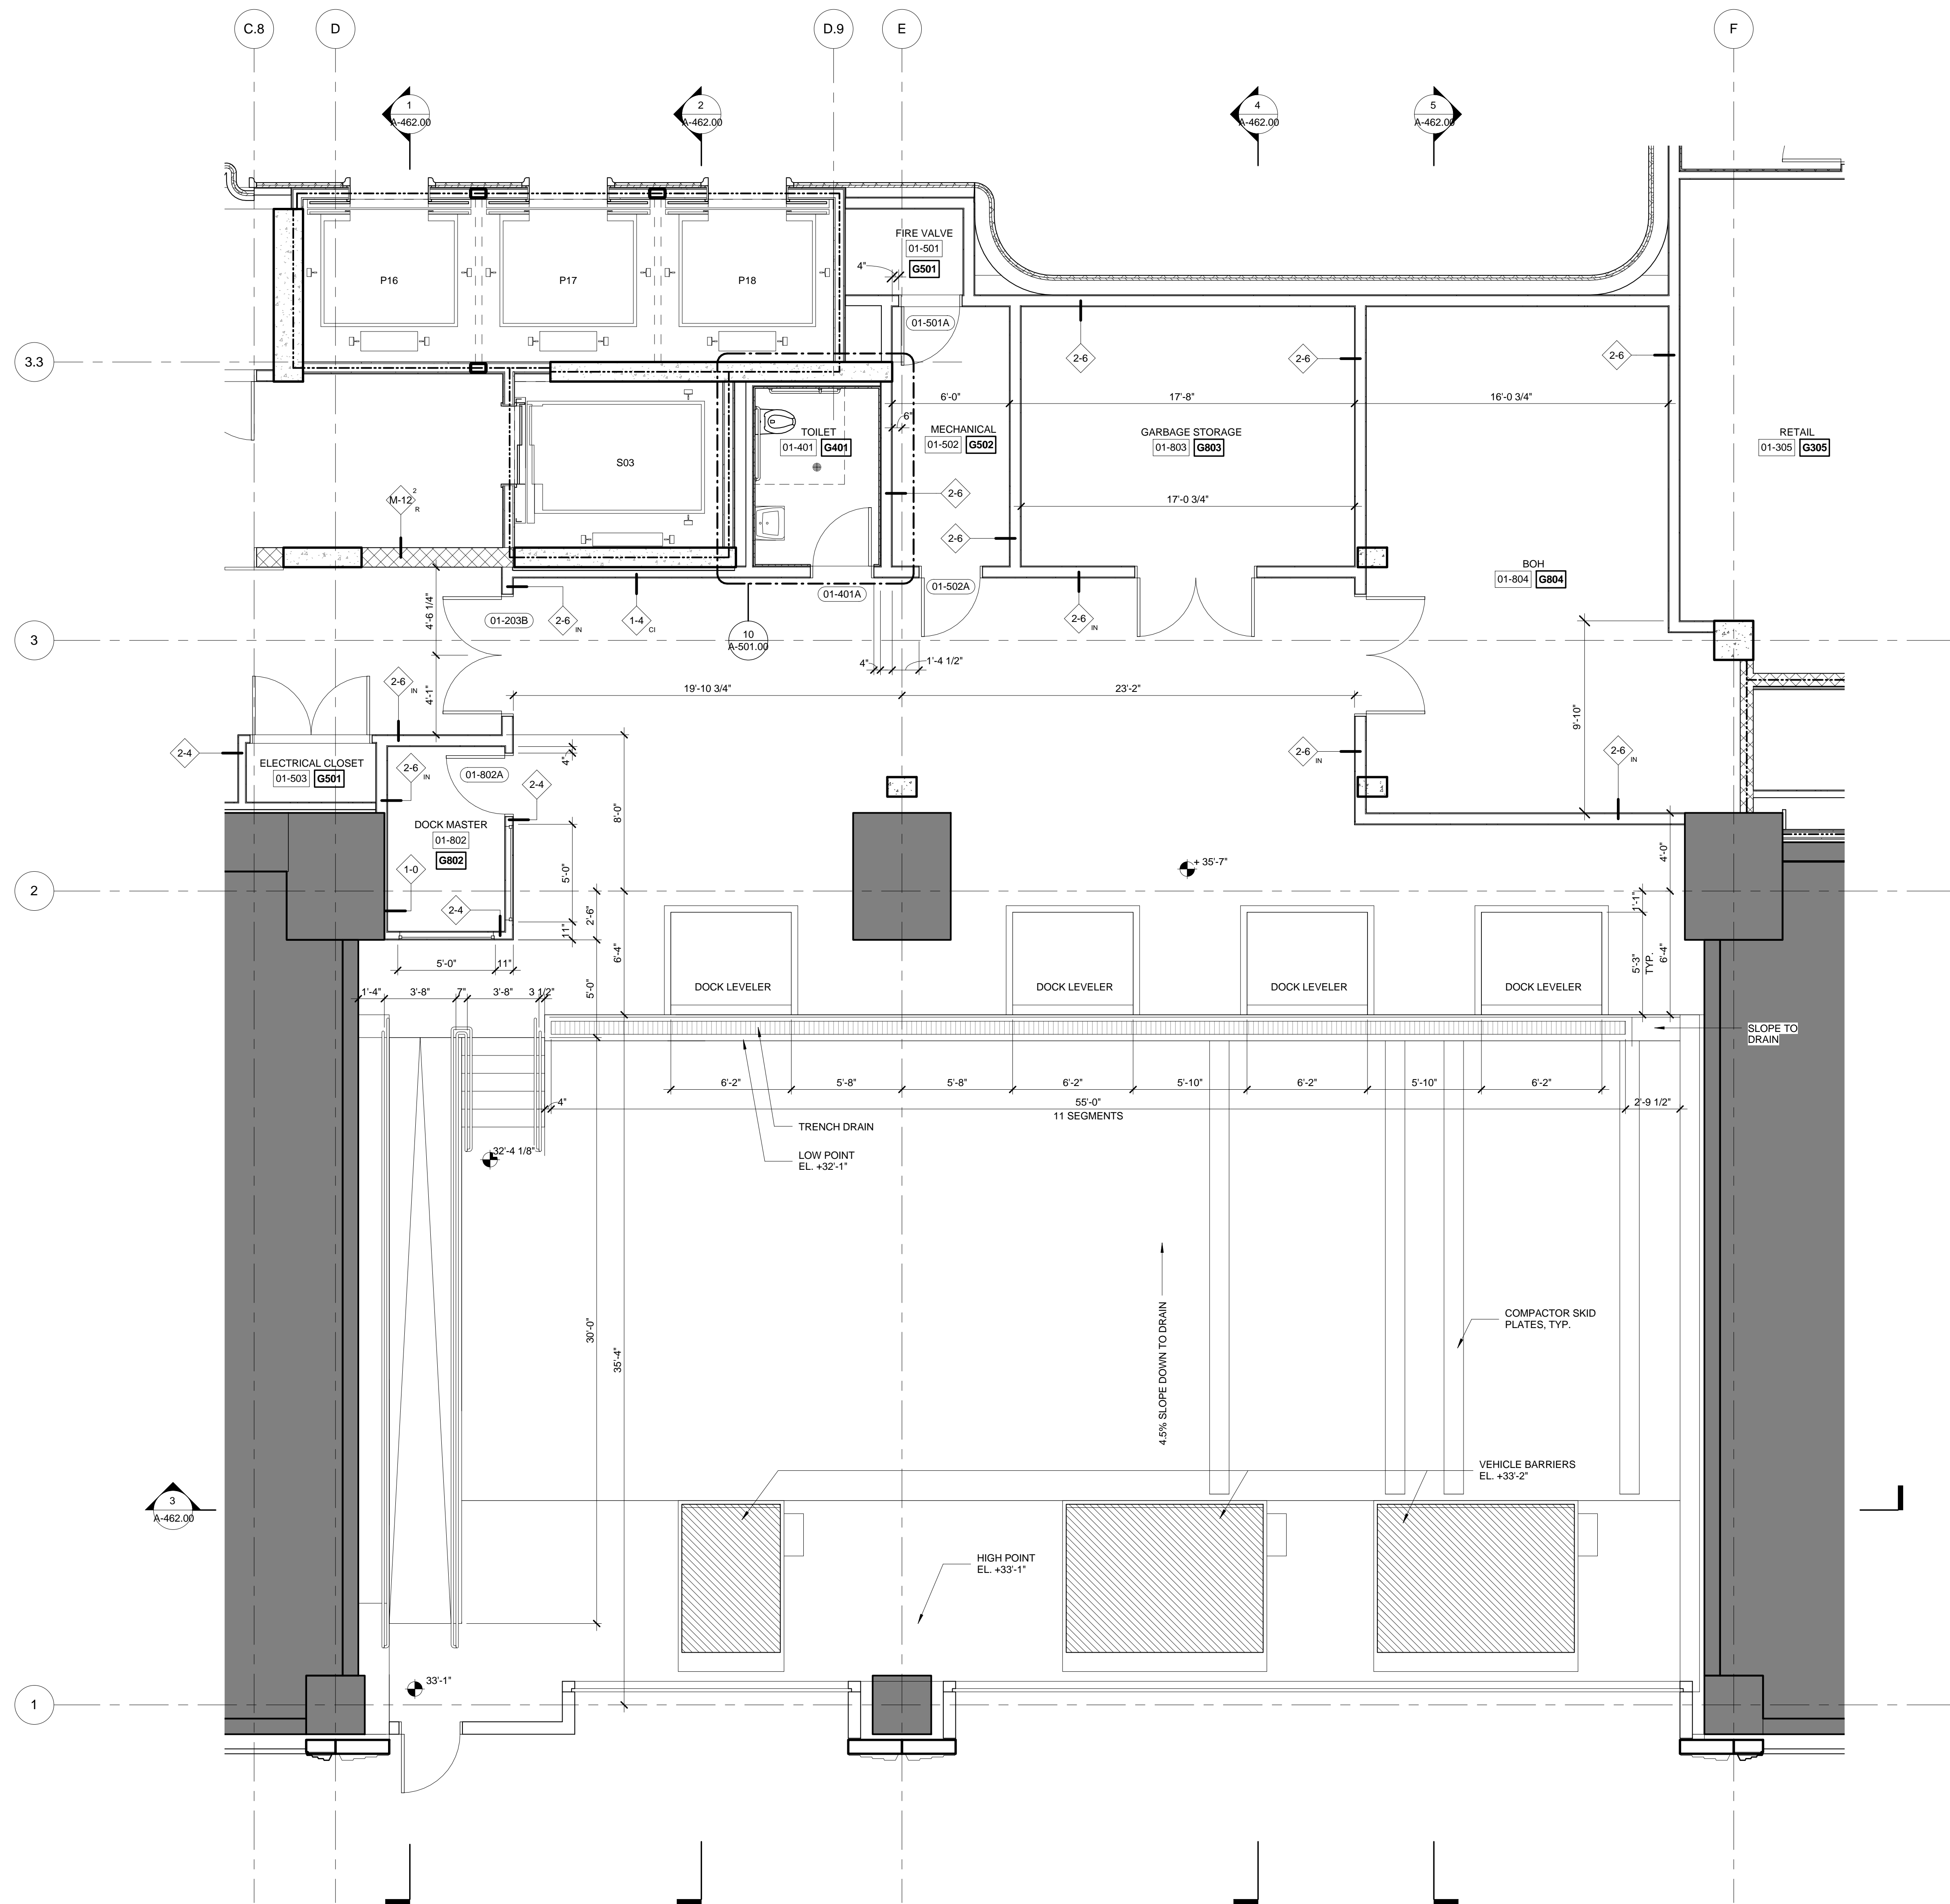 C.8
D
D.9
E
F
1
A-462.00
2
A-462.00
4
A-462.00
5
A-462.00
FIRE VALVE
01-501
G501
4"
P16
P17
P18
01-501A
3.3
2-6
2-6
2-6
6'-0"
17'-8"
16'-0 3/4"
6"
TOILET
01-401 G401
MECHANICAL
01-502 G502
GARBAGE STORAGE
01-803 G803
RETAIL
01-305 G305
S03
M-12
2
R
2-6
17'-0 3/4"
2-6
BOH
01-804 G804
01-502A
01-401A
4'-6 1/4"
01-203B
2-6
IN
1-4
CI
2-6
IN
3
10
A-501.00
4"
1'-4 1/2"
2-6
IN
4'-1"
19'-10 3/4"
23'-2"
9'-10"
2-4
ELECTRICAL CLOSET
01-503 G501
2-6
IN
01-802A
4"
2-4
2-6
IN
2-6
IN
8'-0"
DOCK MASTER
01-802
G802
1-0
5'-0"
+ 35'-7"
4'-0"
2
2-4
2'-6"
11"
6'-4"
1'-1"
5'-3"
TYP.
6'-4"
5'-0"
11"
5'-0"
DOCK LEVELER
DOCK LEVELER
DOCK LEVELER
DOCK LEVELER
1'-4"
3'-8"
7"
3'-8"
3 1/2"
SLOPE TO
DRAIN
6'-2"
5'-8"
5'-8"
6'-2"
5'-10"
6'-2"
5'-10"
6'-2"
4"
55'-0"
11 SEGMENTS
2'-9 1/2"
TRENCH DRAIN
32'-4 1/8"
LOW POINT
EL. +32'-1"
30'-0"
35'-4"
4.5% SLOPE DOWN TO DRAIN
COMPACTOR SKID
PLATES, TYP.
VEHICLE BARRIERS
EL. +33'-2"
3
A-462.00
HIGH POINT
EL. +33'-1"
33'-1"
1